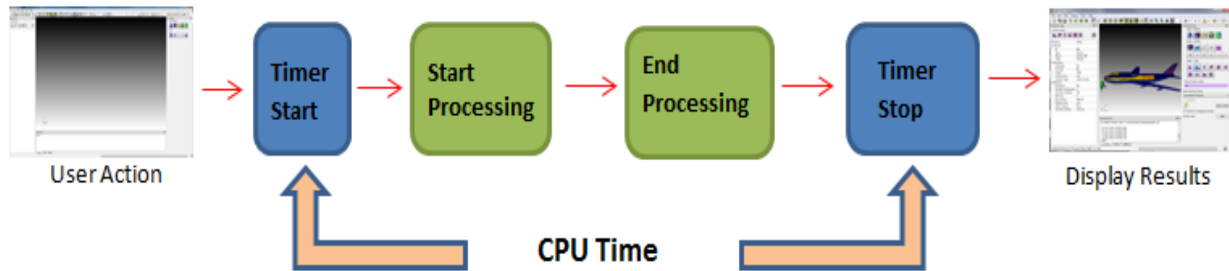 User Action
Timer
Start
Start
Processing
End
Processing
Timer
Stop
Display Results
CPU Time